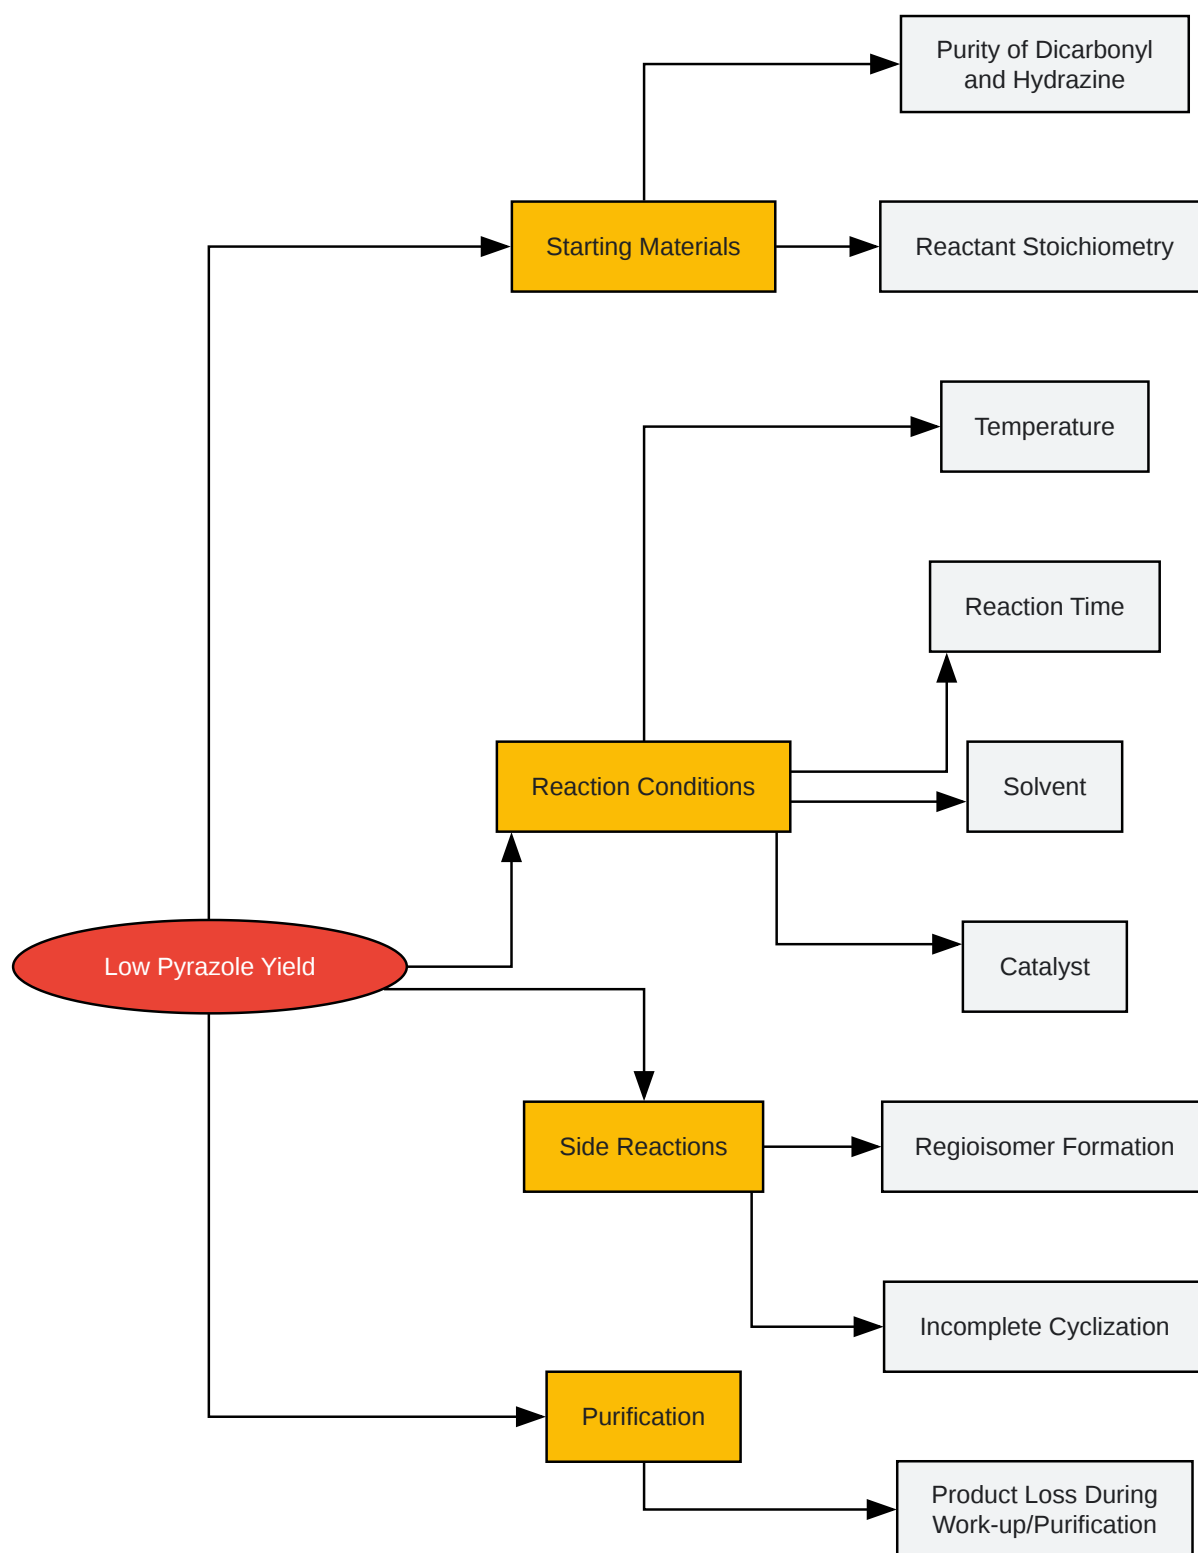 Purity of Dicarbonyl
and Hydrazine
Starting Materials
Reactant Stoichiometry
Temperature
Reaction Time
Reaction Conditions
Solvent
Low Pyrazole Yield
Catalyst
Side Reactions
Regioisomer Formation
Incomplete Cyclization
Purification
Product Loss During
Work-up/Purification